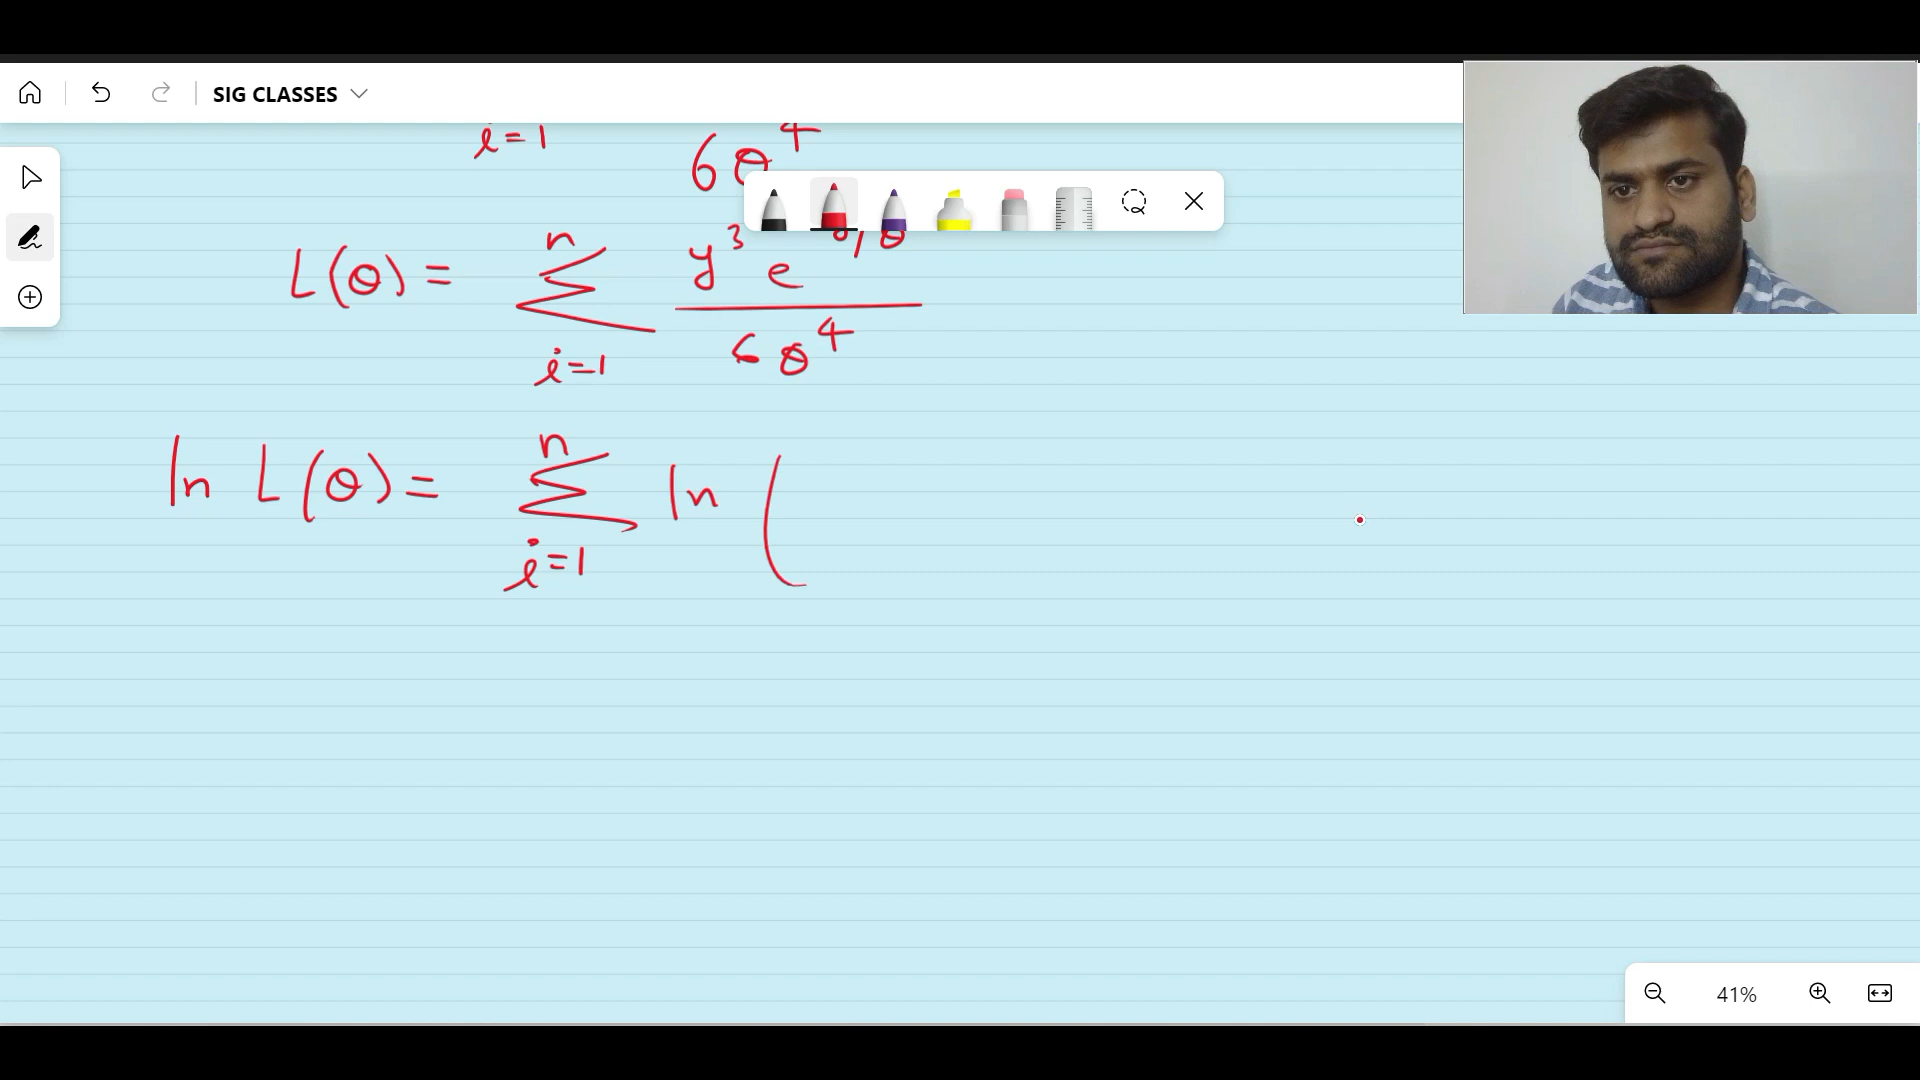 SIG CLASSES
i=1 6θ⁴
L(θ) = n Σ i=1 y³ e / 6θ⁴
ln L(θ) = n Σ i=1 ln (
41%